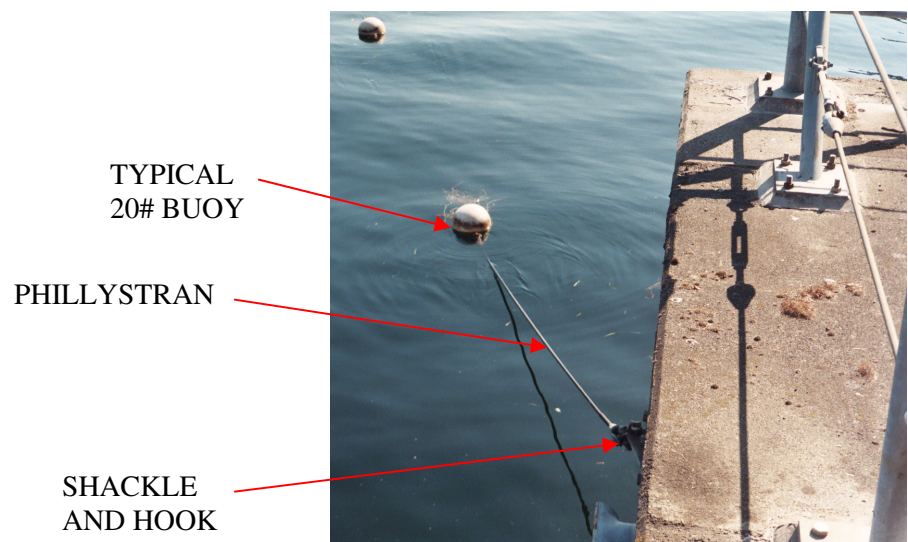 TYPICAL
20# BUOY
PHILLYSTRAN
SHACKLE
AND HOOK